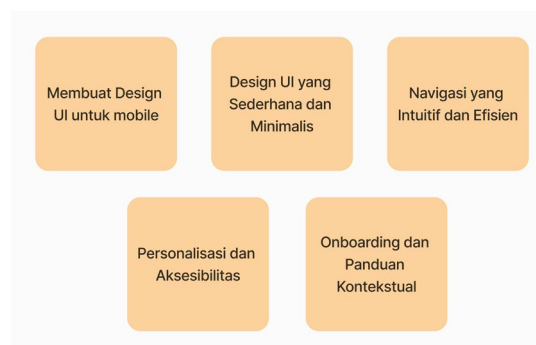 Membuat Design
UI untuk mobile
Design UI yang
Sederhana dan
Minimalis
Navigasi yang
Intuitif dan Efisien
Personalisasi dan
Aksesibilitas
Onboarding dan
Panduan
Kontekstual